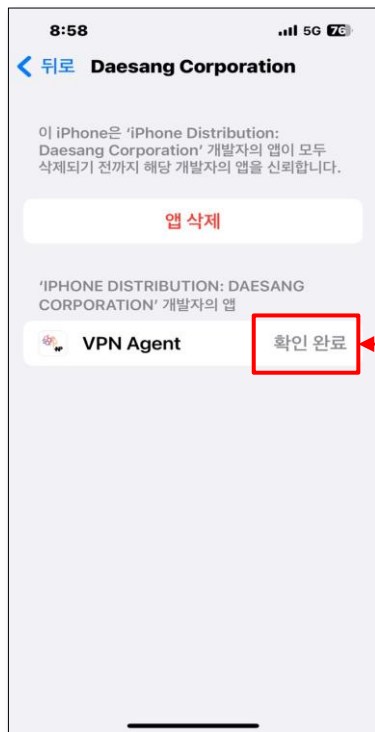 8:58 5G 76
뒤로 Daesang Corporation
이 iPhone은 ‘iPhone Distribution:
Daesang Corporation’ 개발자의 앱이 모두
삭제되기 전까지 해당 개발자의 앱을 신뢰합니다.
앱 삭제
‘IPHONE DISTRIBUTION: DAESANG
CORPORATION’ 개발자의 앱
VPN Agent 확인 완료